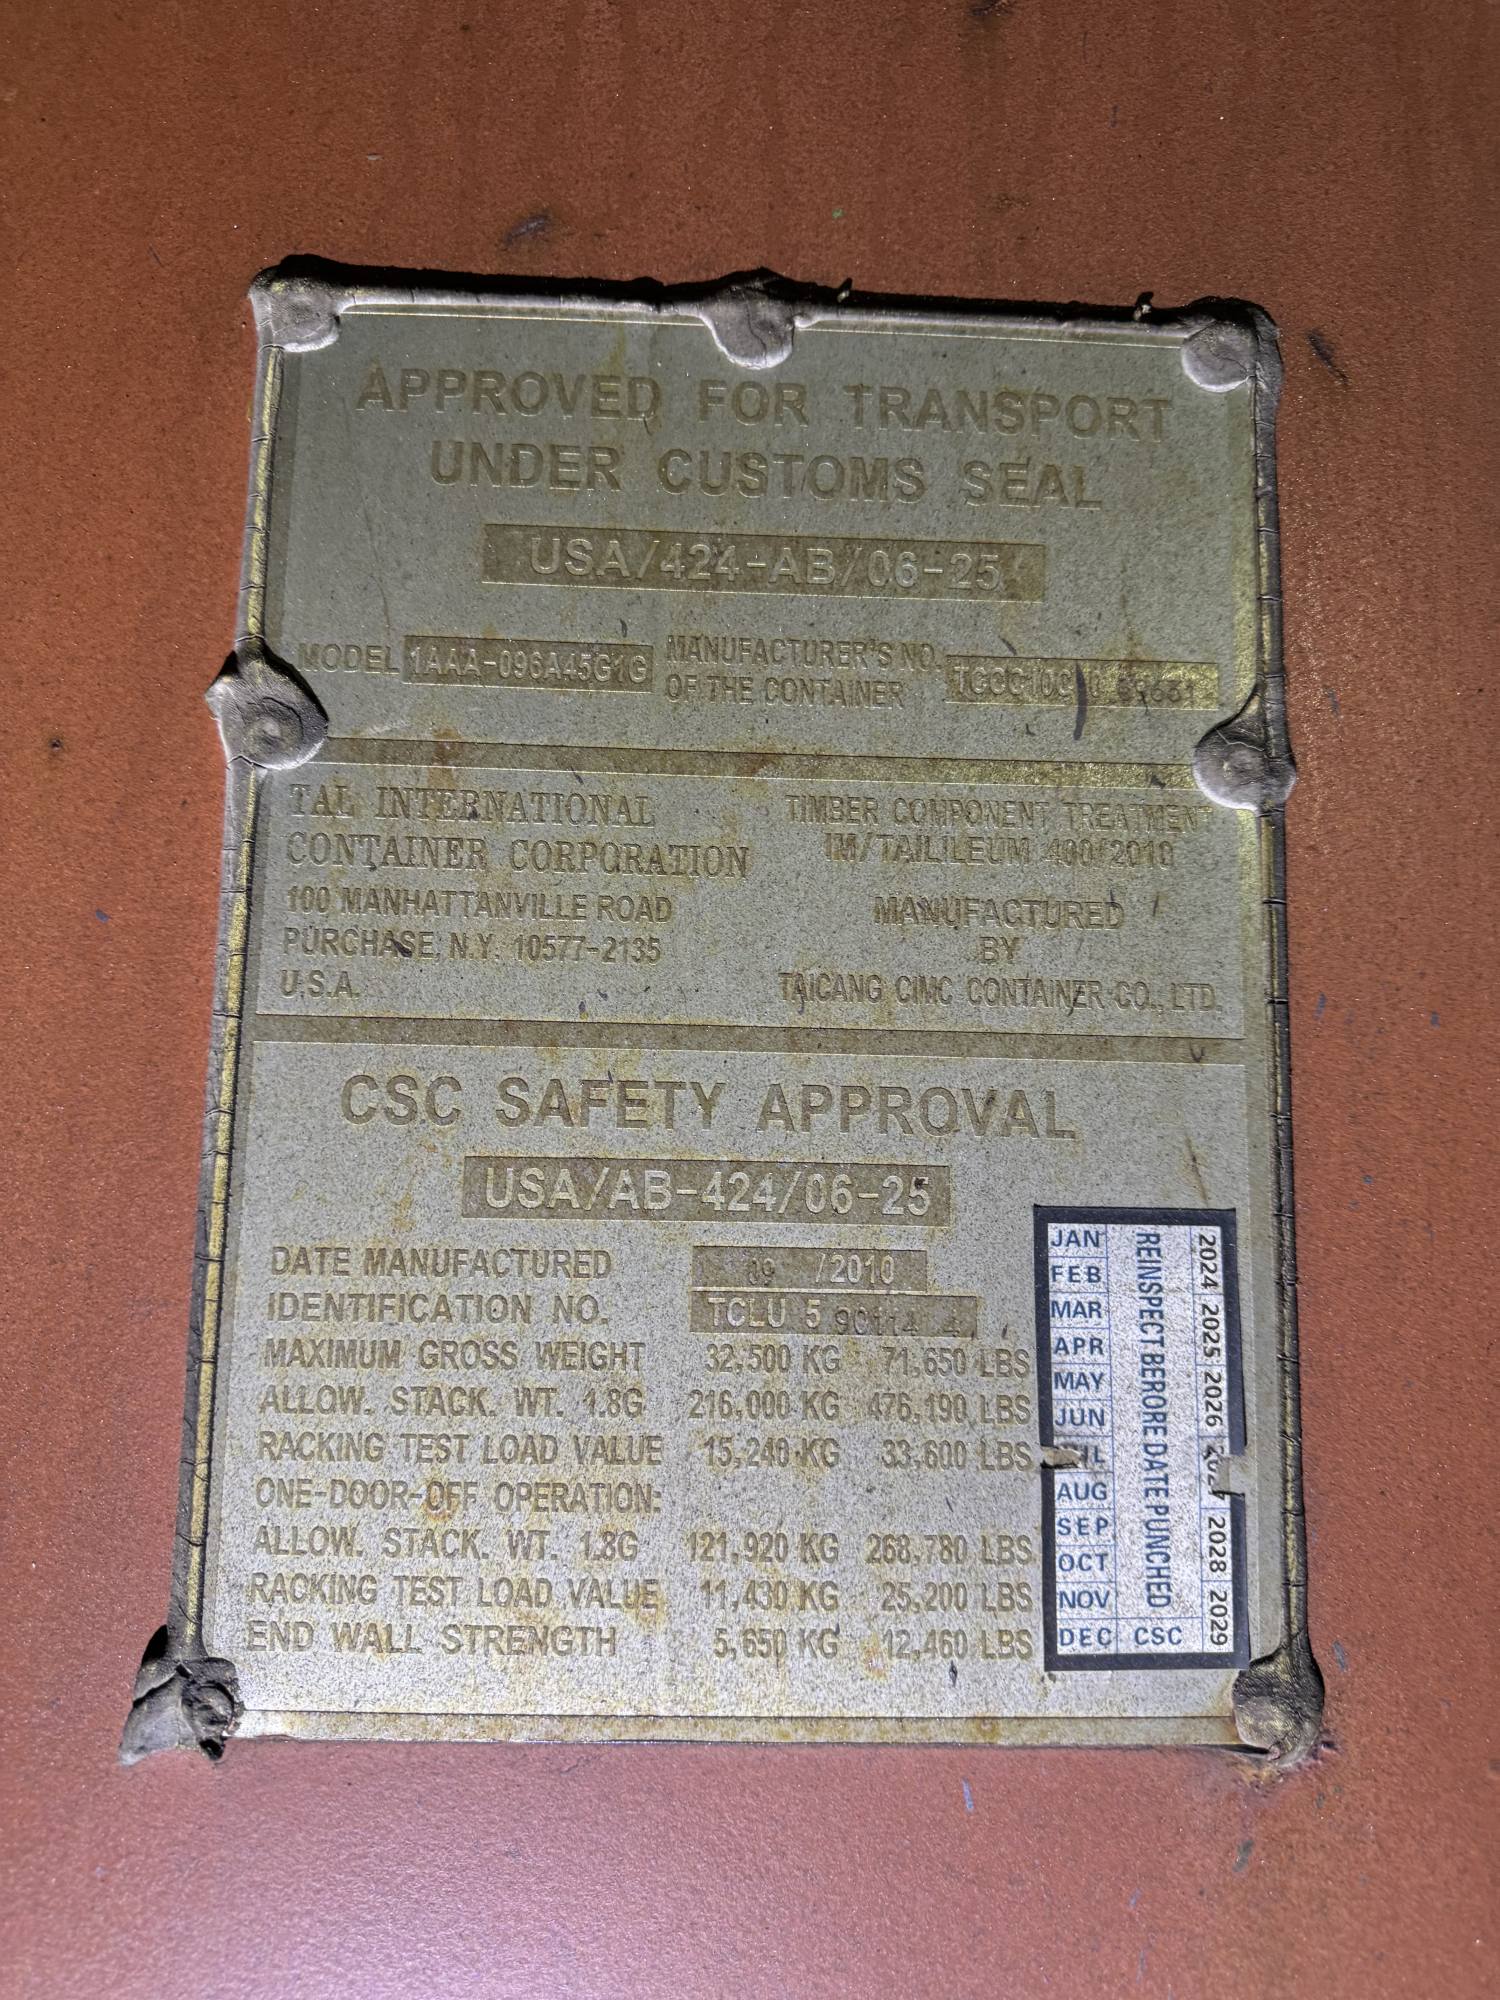 APPROVED FOR TRANSPORT
UNDER CUSTOMS SEAL
USA/424-AB/06-25
MODEL 1AAA-096A45G1G
MANUFACTURER'S NO.
OF THE CONTAINER
TAL INTERNATIONAL
CONTAINER CORPORATION
100 MANHATTANVILLE ROAD
PURCHASE, N.Y. 10577-2135
U.S.A.
TIMBER COMPONENT TREATMENT
IM/TAILILEUM 400/2010
MANUFACTURED
BY
TAICANG CIMC CONTAINER CO., LTD.
CSC SAFETY APPROVAL
USA/AB-424/06-25
DATE MANUFACTURED 09 /2010
IDENTIFICATION NO. TCLU 5 90114 4
MAXIMUM GROSS WEIGHT 32,500 KG 71,650 LBS
ALLOW. STACK. WT. 1.8G 216,000 KG 476,190 LBS
RACKING TEST LOAD VALUE 15,240 KG 33,600 LBS
ONE-DOOR-OFF OPERATION:
ALLOW. STACK. WT. 1.8G 121,920 KG 268,780 LBS
RACKING TEST LOAD VALUE 11,430 KG 25,200 LBS
END WALL STRENGTH 5,650 KG 12,460 LBS
JAN
FEB
MAR
APR
MAY
JUN
AUG
SEP
OCT
NOV
DEC
REINSPECT BERORE DATE PUNCHED
CSC
2024 2025 2026 2028 2029